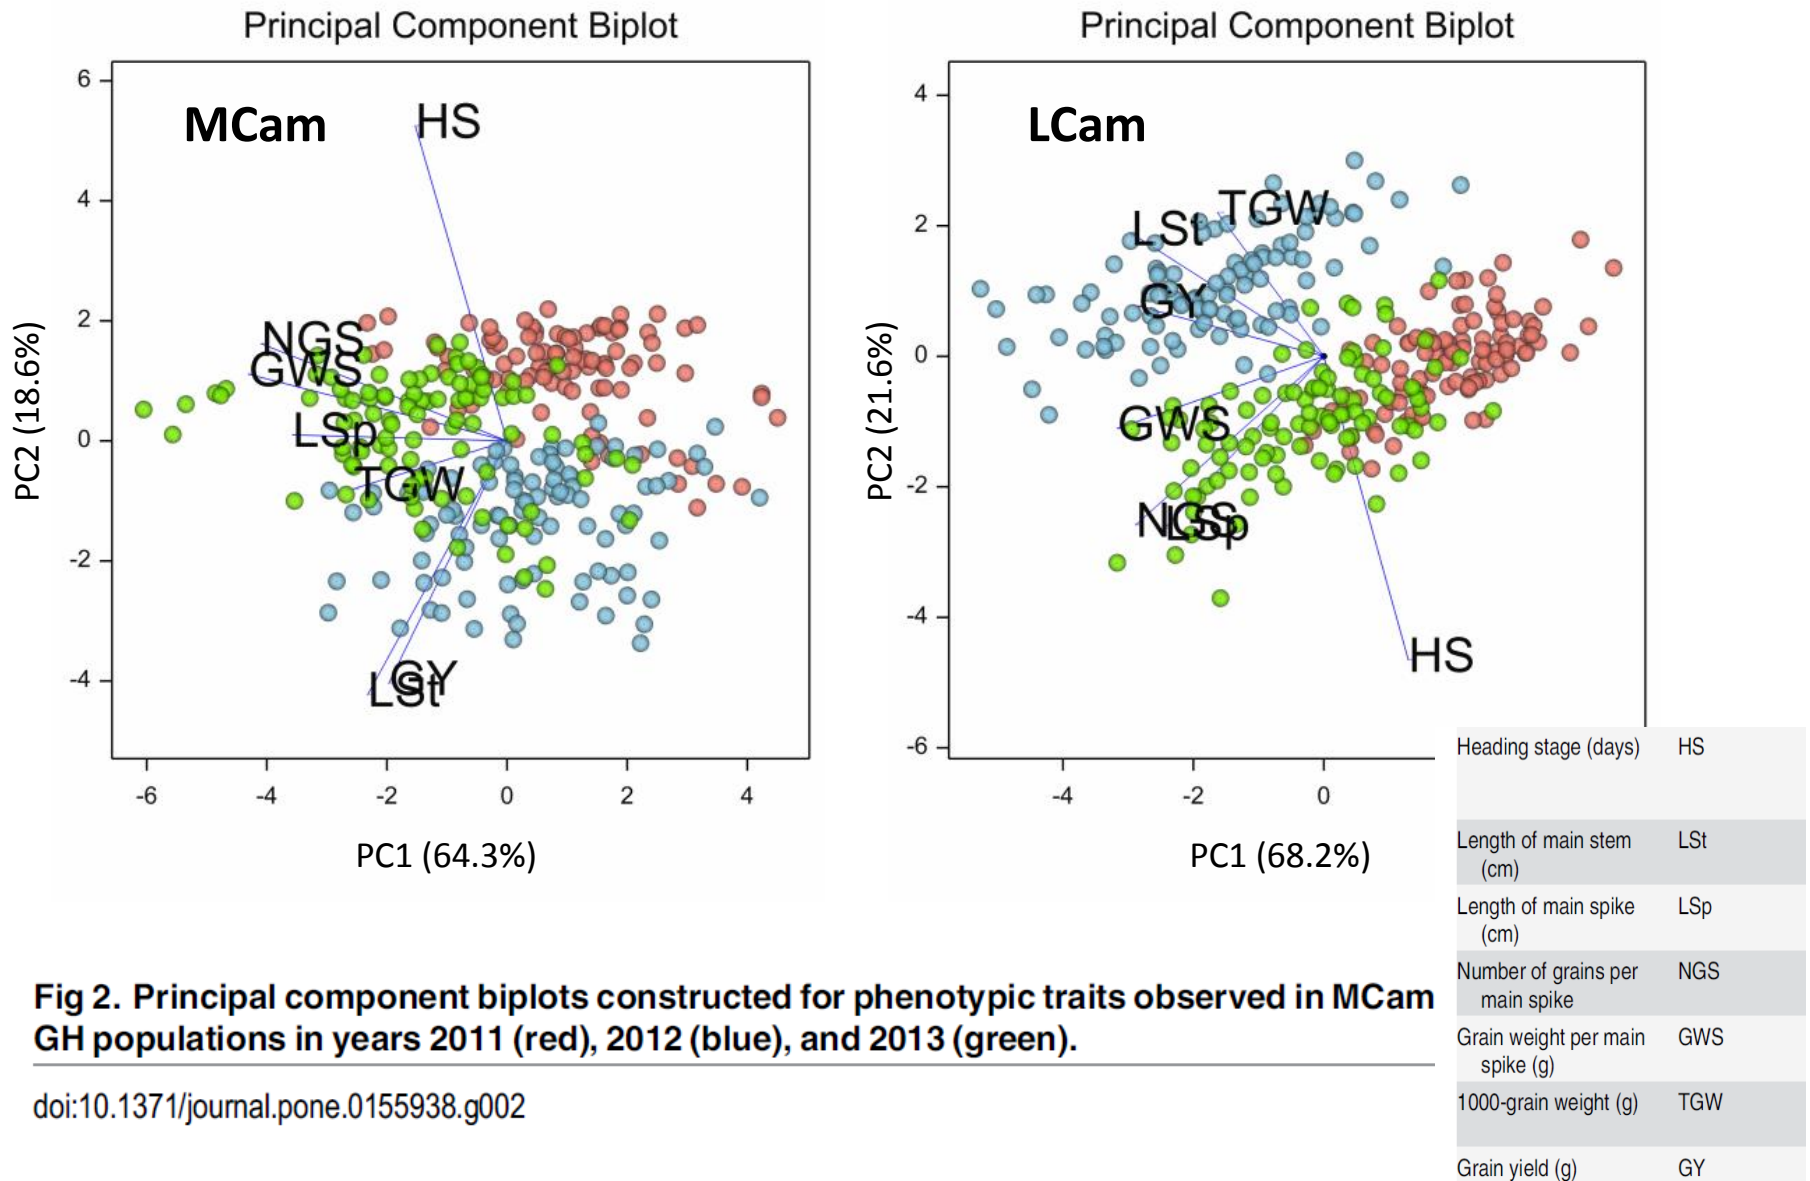 Principal Component Biplot
MCam
HS
NGS
GWS
LSp
TGW
GY
LSt
6
4
2
0
-2
-4
-6
-4
-2
0
2
4
PC2 (18.6%)
PC1 (64.3%)
Principal Component Biplot
LCam
TGW
LSt
GY
GWS
NGS
LSp
HS
4
2
0
-2
-4
-6
-4
-2
0
PC2 (21.6%)
PC1 (68.2%)
Heading stage (days) HS
Length of main stem LSt
(cm)
Length of main spike LSp
(cm)
Number of grains per NGS
main spike
Grain weight per main GWS
spike (g)
1000-grain weight (g) TGW
Grain yield (g) GY
Fig 2. Principal component biplots constructed for phenotypic traits observed in MCam
GH populations in years 2011 (red), 2012 (blue), and 2013 (green).
doi:10.1371/journal.pone.0155938.g002